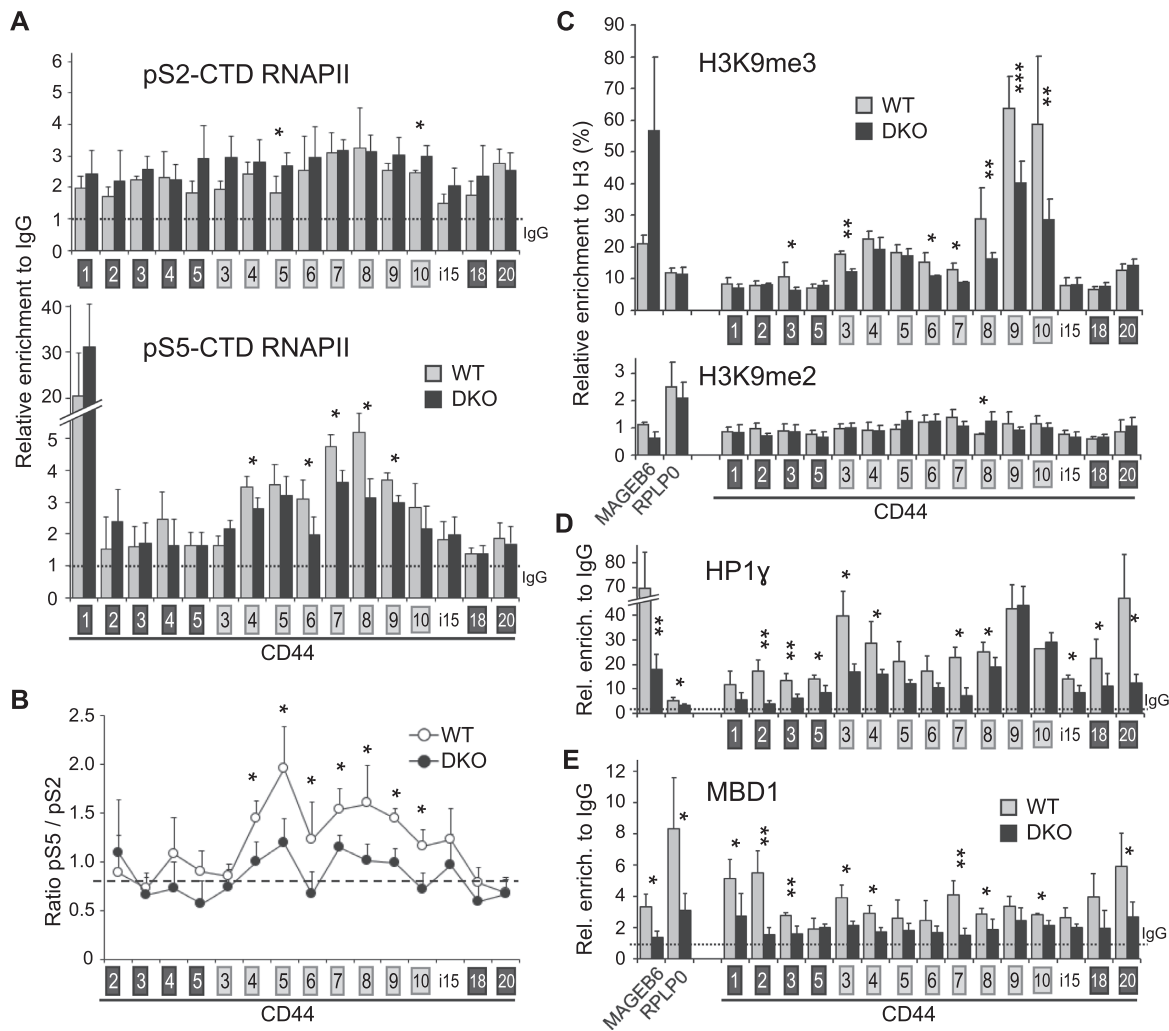 A
pS2-CTD RNAPII
Relative enrichment to IgG
6
5
4
3
2
1
0
* *
IgG
1 2 3 4 5 3 4 5 6 7 8 9 10 i15 18 20
pS5-CTD RNAPII
40
30
20
5
4
3
2
1
0
WT
DKO
* * * * *
IgG
1 2 3 4 5 3 4 5 6 7 8 9 10 i15 18 20
CD44
B
Ratio pS5 / pS2
2.5
2.0
1.5
1.0
0.5
0
WT
DKO
* * * * * * *
2 3 4 5 3 4 5 6 7 8 9 10 i15 18 20
CD44
C
H3K9me3
Relative enrichment to H3 (%)
90
80
70
60
50
40
30
20
10
0
WT
DKO
* ** * * ** *** **
1 2 3 5 3 4 5 6 7 8 9 10 i15 18 20
H3K9me2
3
2
1
0
*
MAGEB6
RPLP0
1 2 3 5 3 4 5 6 7 8 9 10 i15 18 20
CD44
D
HP1γ
Rel. enrich. to IgG
80
70
40
30
20
10
0
** * ** ** * * * * * * * *
IgG
1 2 3 5 3 4 5 6 7 8 9 10 i15 18 20
E
MBD1
Rel. enrich. to IgG
12
10
8
6
4
2
0
WT
DKO
* * * ** ** * * ** * * *
IgG
MAGEB6
RPLP0
1 2 3 5 3 4 5 6 7 8 9 10 i15 18 20
CD44